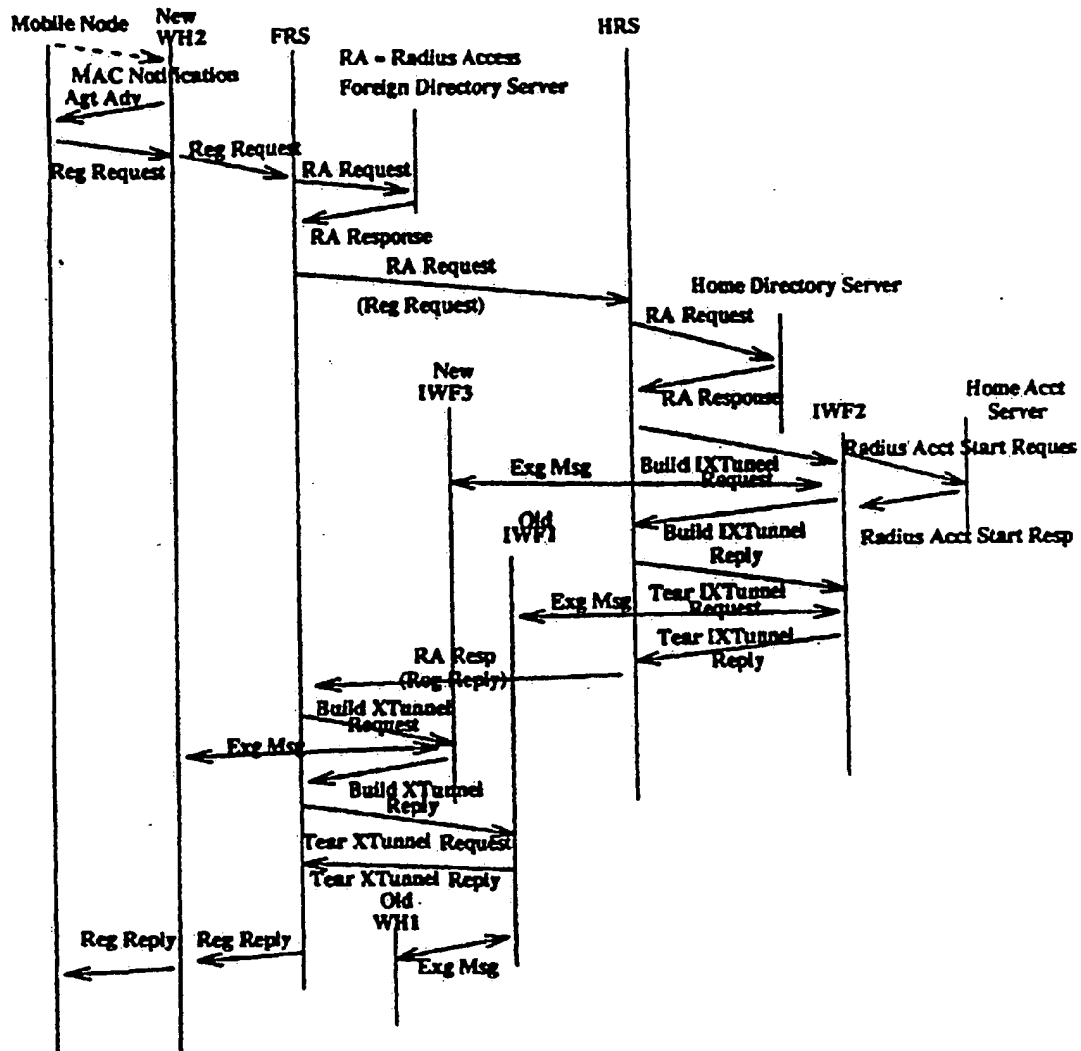 Mobile Node
New
WH2
FRS
HRS
RA - Radius Access
Foreign Directory Server
MAC Notification
Agt Adv
Reg Request
Reg Request
RA Request
RA Response
RA Request
(Reg Request)
Home Directory Server
RA Request
RA Response
New
IWF3
IWF2
Home Acct
Server
Radius Acct Start Reques
Exg Msg
Build IXTunnel
Request
Old
IWF1
Build IXTunnel
Reply
Radius Acct Start Resp
Tear IXTunnel
Request
Exg Msg
Tear IXTunnel
Reply
RA Resp
(Reg Reply)
Build XTunnel
Request
Exg Msg
Build XTunnel
Reply
Tear XTunnel Request
Tear XTunnel Reply
Old
WH1
Reg Reply
Reg Reply
Exg Msg